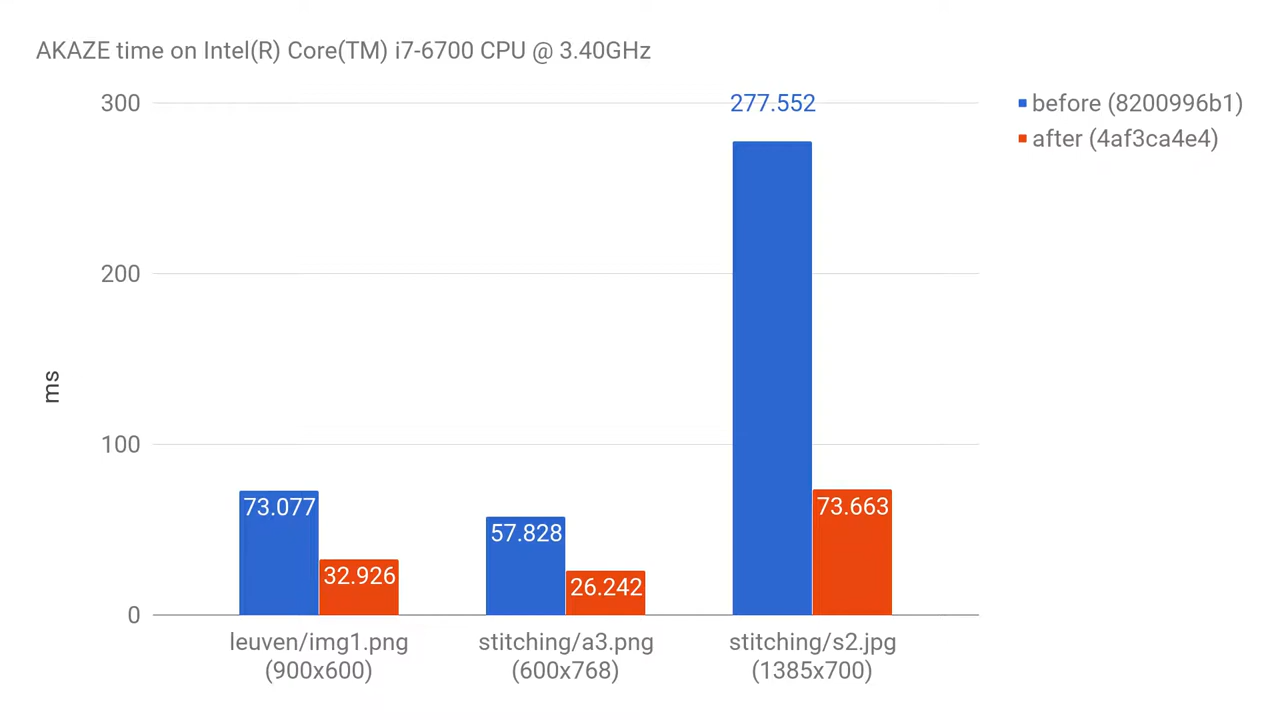 AKAZE time on Intel(R) Core(TM) i7-6700 CPU @ 3.40GHz
before (8200996b1)
after (4af3ca4e4)
300
200
100
0
ms
277.552
73.077
32.926
57.828
26.242
73.663
leuven/img1.png
(900x600)
stitching/a3.png
(600x768)
stitching/s2.jpg
(1385x700)